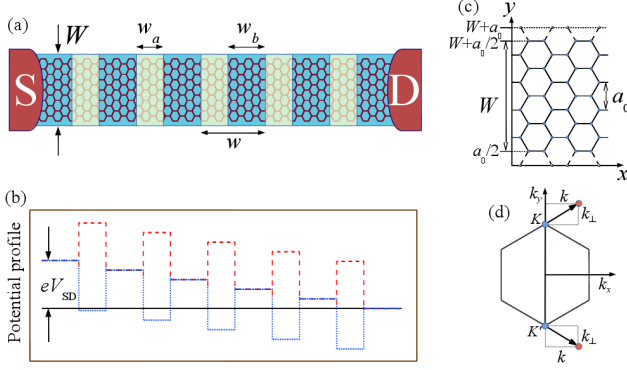 (a)
W
w_a
w_b
S
D
w
(b)
Potential profile
eV_SD
(c)
y
W+a_0
W+a_0/2
W
a_0
a_0/2
x
(d)
k_y
k
K
k_⊥
k_x
K'
k_⊥
k